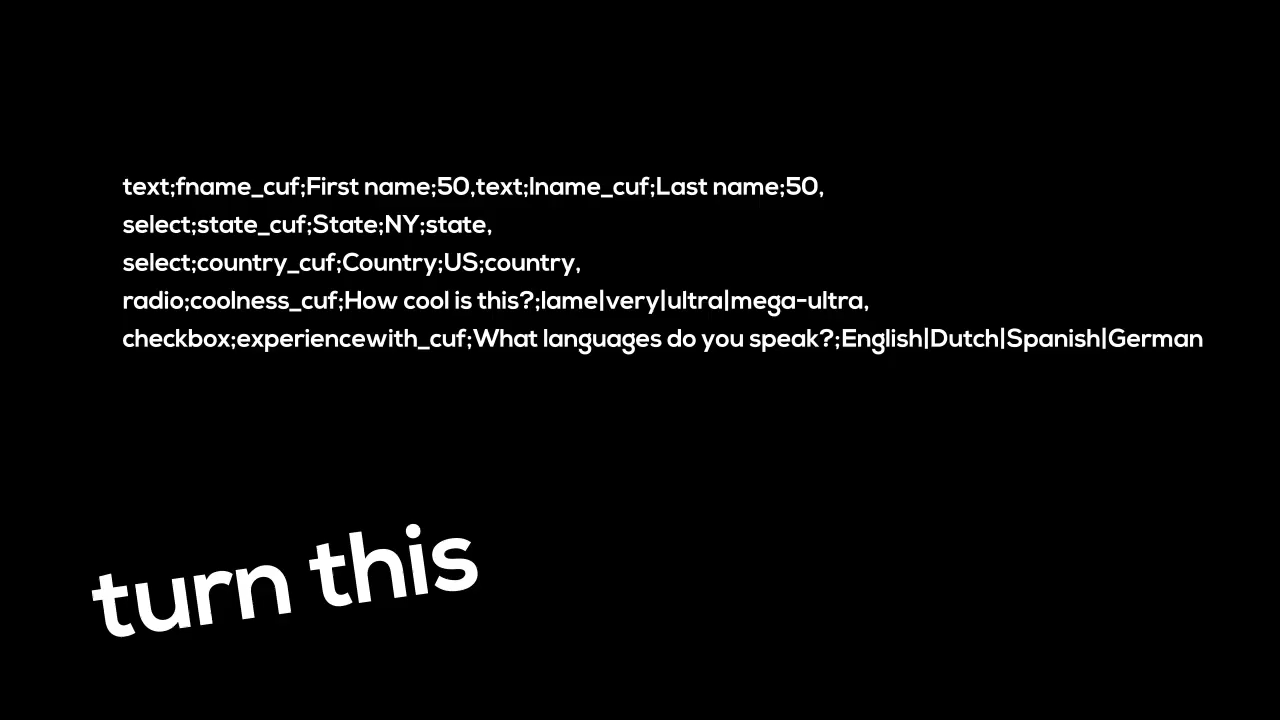 text;fname_cuf;First name;50,text;lname_cuf;Last name;50,
select;state_cuf;State;NY;state,
select;country_cuf;Country;US;country,
radio;coolness_cuf;How cool is this?;lame|very|ultra|mega-ultra,
checkbox;experiencewith_cuf;What languages do you speak?;English|Dutch|Spanish|German
turn this